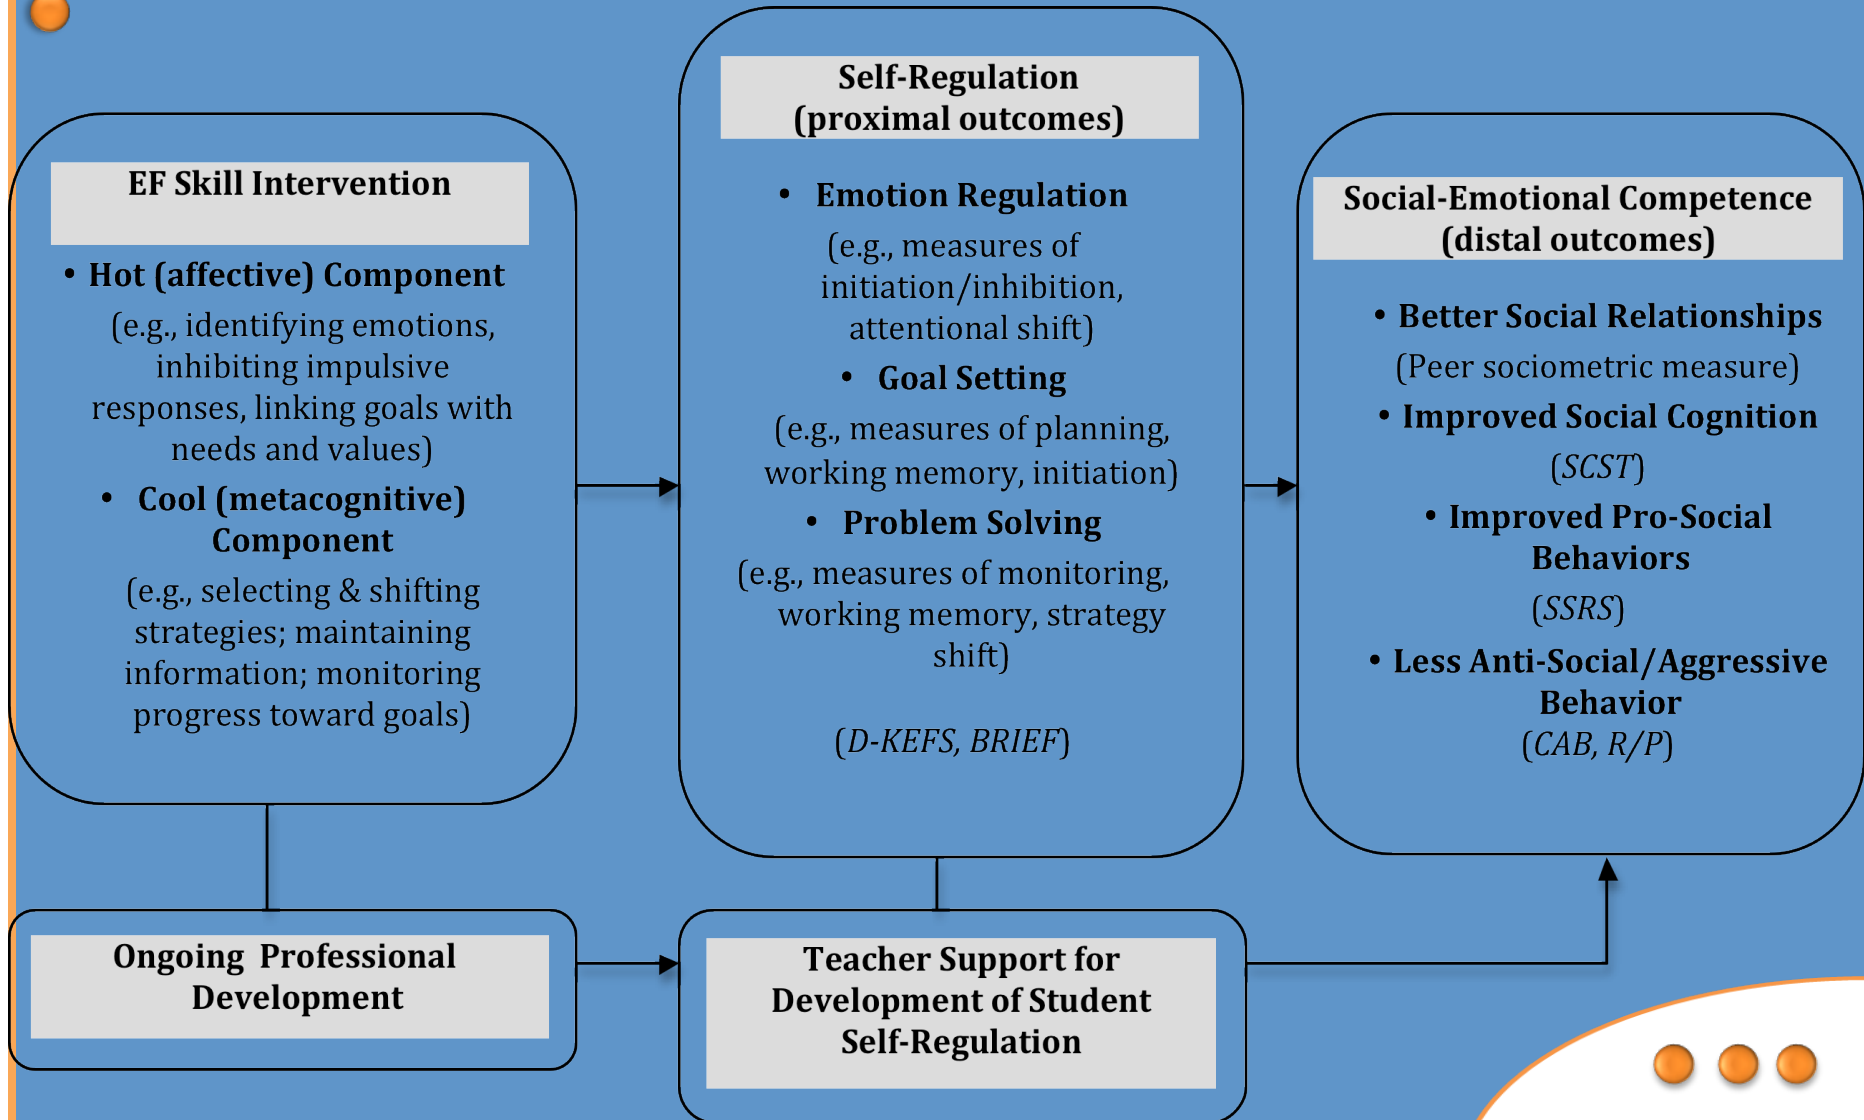 EF Skill Intervention
• Hot (affective) Component
(e.g., identifying emotions,
inhibiting impulsive
responses, linking goals with
needs and values)
• Cool (metacognitive)
Component
(e.g., selecting & shifting
strategies; maintaining
information; monitoring
progress toward goals)
Self-Regulation
(proximal outcomes)
• Emotion Regulation
(e.g., measures of
initiation/inhibition,
attentional shift)
• Goal Setting
(e.g., measures of planning,
working memory, initiation)
• Problem Solving
(e.g., measures of monitoring,
working memory, strategy
shift)
(D-KEFS, BRIEF)
Social-Emotional Competence
(distal outcomes)
• Better Social Relationships
(Peer sociometric measure)
• Improved Social Cognition
(SCST)
• Improved Pro-Social
Behaviors
(SSRS)
• Less Anti-Social/Aggressive
Behavior
(CAB, R/P)
Ongoing Professional
Development
Teacher Support for
Development of Student
Self-Regulation